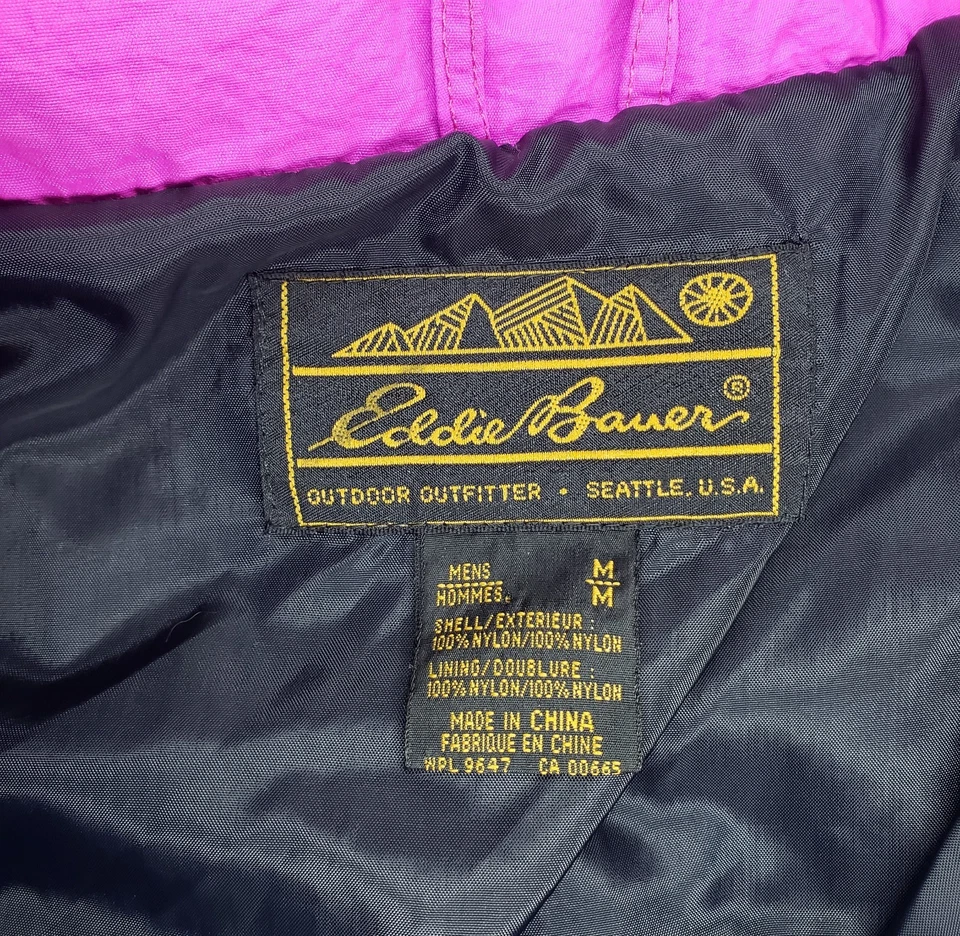 Eddie Bauer®
OUTDOOR OUTFITTER • SEATTLE, U.S.A.
MENS M
HOMMES. M
SHELL/EXTERIEUR :
100% NYLON/100% NYLON
LINING/DOUBLURE :
100% NYLON/100% NYLON
MADE IN CHINA
FABRIQUE EN CHINE
WPL 9647 CA 00665